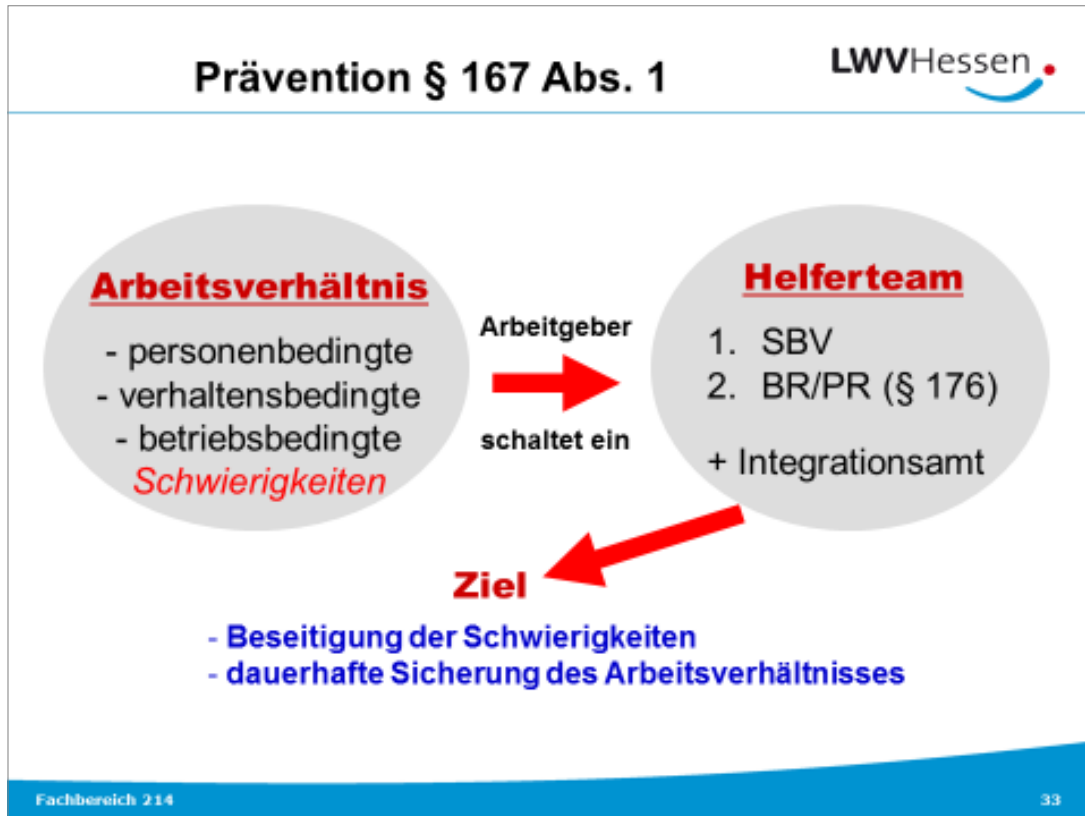 Prävention § 167 Abs. 1
LWVHessen
Arbeitsverhältnis
- personenbedingte
- verhaltensbedingte
- betriebsbedingte
Schwierigkeiten
Arbeitgeber
schaltet ein
Helferteam
1. SBV
2. BR/PR (§ 176)
+ Integrationsamt
Ziel
- Beseitigung der Schwierigkeiten
- dauerhafte Sicherung des Arbeitsverhältnisses
Fachbereich 214
33